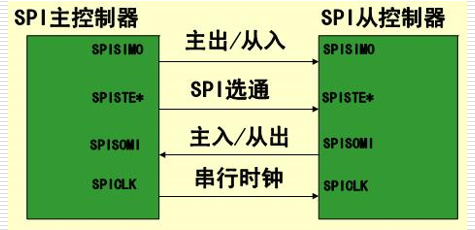 SPI主控制器 SPI从控制器
SPISIMO 主出/从入 SPISIMO
SPISTE* SPI选通 SPISTE*
SPISOMI 主入/从出 SPISOMI
SPICLK 串行时钟 SPICLK